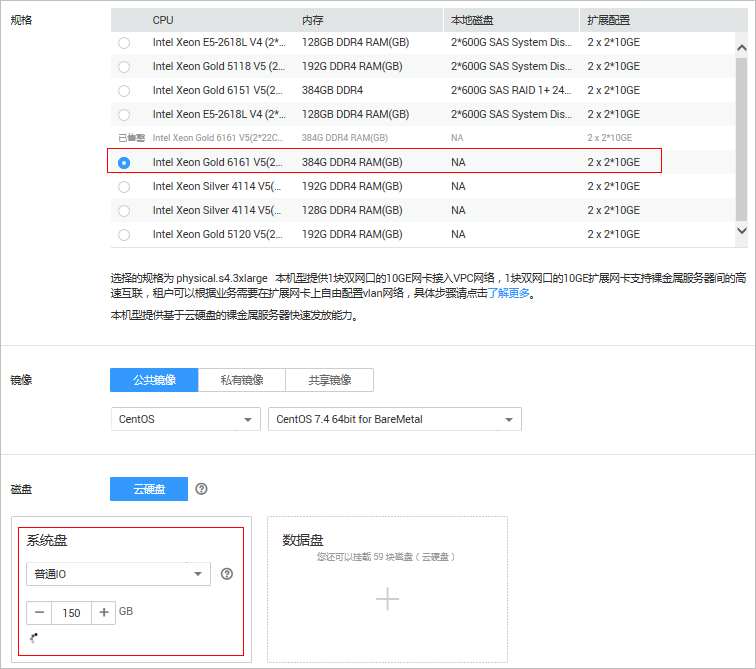 规格
CPU 内存 本地磁盘 扩展配置
Intel Xeon E5-2618L V4 (2*... 128GB DDR4 RAM(GB) 2*600G SAS System Dis... 2 x 2*10GE
Intel Xeon Gold 5118 V5 (2... 192G DDR4 RAM(GB) 2*600G SAS System Dis... 2 x 2*10GE
Intel Xeon Gold 6151 V5(2... 384GB DDR4 2*600G SAS RAID 1+ 24... 2 x 2*10GE
Intel Xeon E5-2618L V4 (2*... 128GB DDR4 RAM(GB) 2*600G SAS System Dis... 2 x 2*10GE
Intel Xeon Gold 6161 V5(2*22C... 384G DDR4 RAM(GB) NA 2 x 2*10GE
Intel Xeon Gold 6161 V5(2... 384G DDR4 RAM(GB) NA 2 x 2*10GE
Intel Xeon Silver 4114 V5(... 192G DDR4 RAM(GB) NA 2 x 2*10GE
Intel Xeon Silver 4114 V5(... 128G DDR4 RAM(GB) NA 2 x 2*10GE
Intel Xeon Gold 5120 V5(2... 192G DDR4 RAM(GB) NA 2 x 2*10GE
选择的规格为 physical.s4.3xlarge 本机型提供1块双网口的10GE网卡接入VPC网络，1块双网口的10GE扩展网卡支持裸金属服务器间的高
速互联，租户可以根据业务需要在扩展网卡上自由配置vlan网络，具体步骤请点击了解更多。
本机型提供基于云硬盘的裸金属服务器快速发放能力。
镜像 公共镜像 私有镜像 共享镜像
CentOS CentOS 7.4 64bit for BareMetal
磁盘 云硬盘
系统盘
普通IO
150 GB
数据盘
您还可以挂载 59 块磁盘（云硬盘）